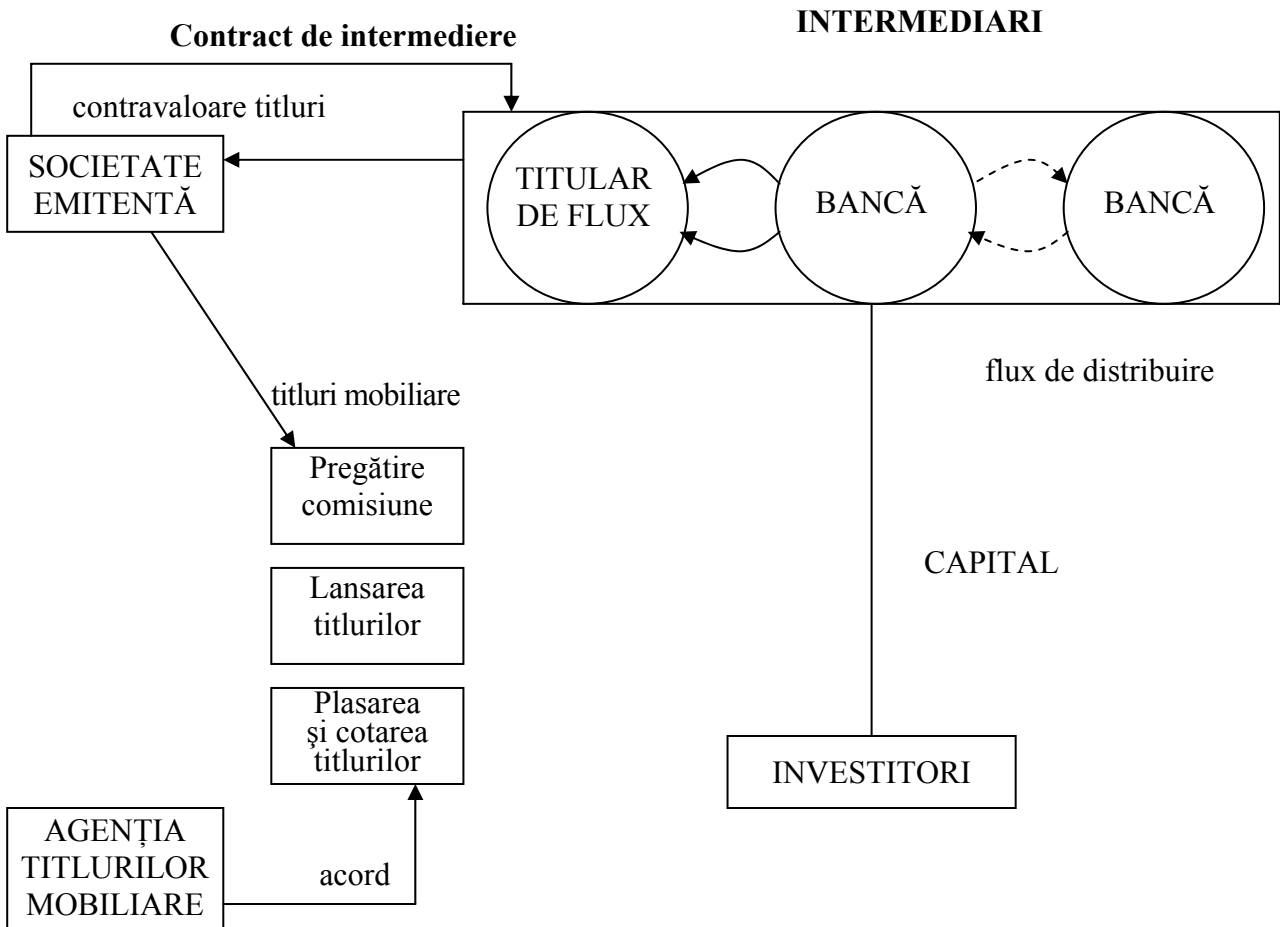 INTERMEDIARI
Contract de intermediere
contravaloare titluri
SOCIETATE
EMITENTĂ
TITULAR
DE FLUX
BANCĂ
BANCĂ
flux de distribuire
titluri mobiliare
Pregătire
comisiune
CAPITAL
Lansarea
titlurilor
Plasarea
şi cotarea
titlurilor
INVESTITORI
AGENȚIA
TITLURILOR
MOBILIARE
acord